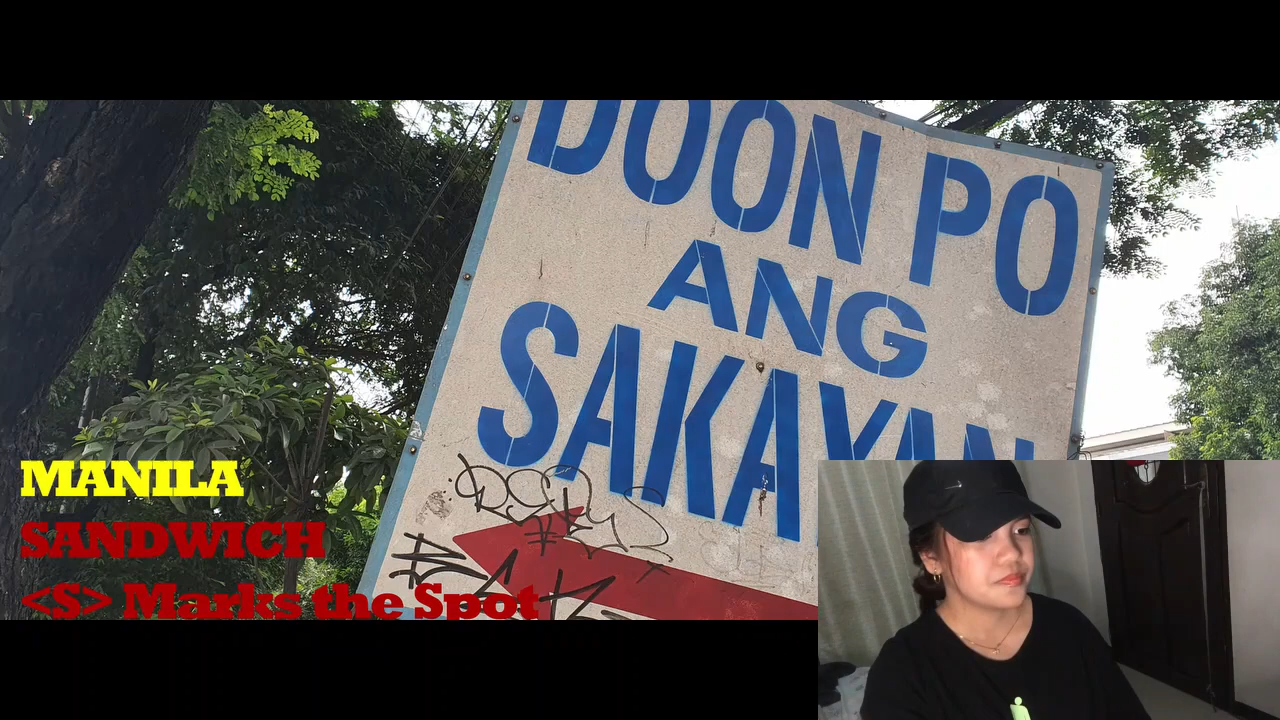 DOON PO
ANG
SAKAYAN
MANILA
SANDWICH
<S> Marks the Spot